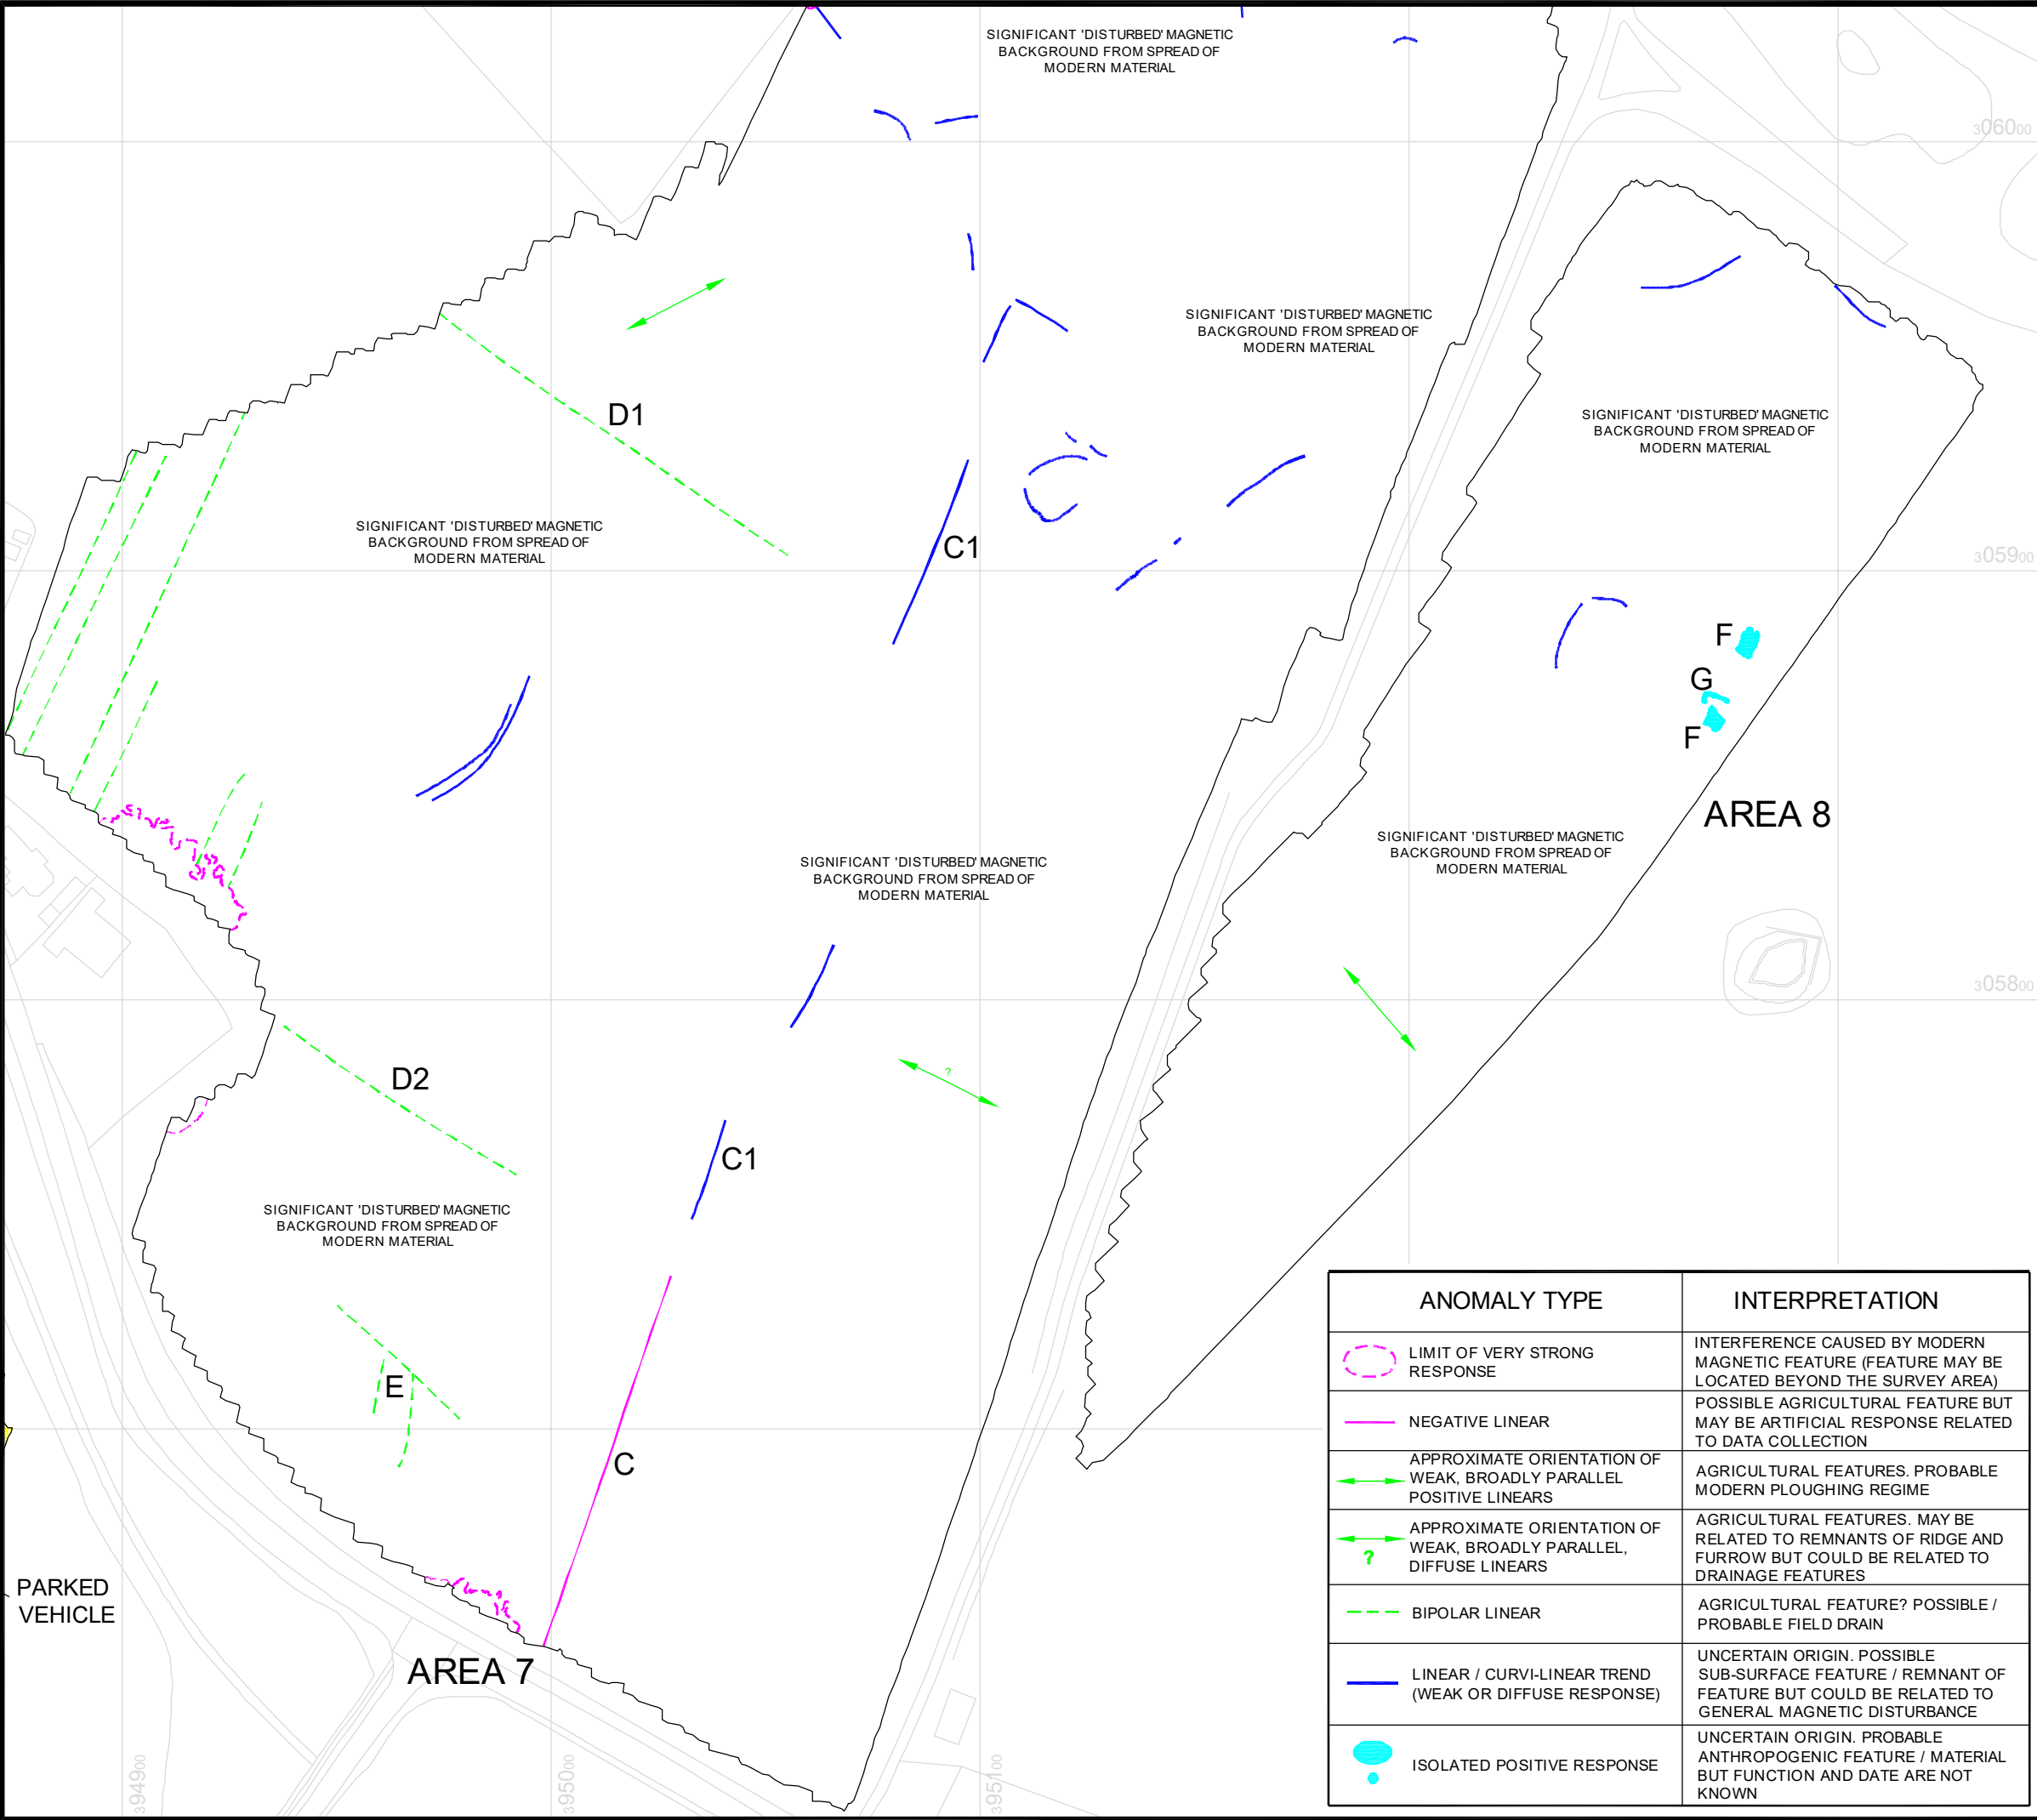 SIGNIFICANT 'DISTURBED' MAGNETIC
BACKGROUND FROM SPREAD OF
MODERN MATERIAL
306000
SIGNIFICANT 'DISTURBED' MAGNETIC
BACKGROUND FROM SPREAD OF
MODERN MATERIAL
D1
SIGNIFICANT 'DISTURBED' MAGNETIC
BACKGROUND FROM SPREAD OF
MODERN MATERIAL
SIGNIFICANT 'DISTURBED' MAGNETIC
BACKGROUND FROM SPREAD OF
MODERN MATERIAL
C1
305900
F
G
F
AREA 8
SIGNIFICANT 'DISTURBED' MAGNETIC
BACKGROUND FROM SPREAD OF
MODERN MATERIAL
SIGNIFICANT 'DISTURBED' MAGNETIC
BACKGROUND FROM SPREAD OF
MODERN MATERIAL
305800
D2
?
C1
SIGNIFICANT 'DISTURBED' MAGNETIC
BACKGROUND FROM SPREAD OF
MODERN MATERIAL
E
C
PARKED
VEHICLE
AREA 7
394900
395000
395100
ANOMALY TYPE
INTERPRETATION
LIMIT OF VERY STRONG
RESPONSE
INTERFERENCE CAUSED BY MODERN
MAGNETIC FEATURE (FEATURE MAY BE
LOCATED BEYOND THE SURVEY AREA)
NEGATIVE LINEAR
POSSIBLE AGRICULTURAL FEATURE BUT
MAY BE ARTIFICIAL RESPONSE RELATED
TO DATA COLLECTION
APPROXIMATE ORIENTATION OF
WEAK, BROADLY PARALLEL
POSITIVE LINEARS
AGRICULTURAL FEATURES. PROBABLE
MODERN PLOUGHING REGIME
?
APPROXIMATE ORIENTATION OF
WEAK, BROADLY PARALLEL,
DIFFUSE LINEARS
AGRICULTURAL FEATURES. MAY BE
RELATED TO REMNANTS OF RIDGE AND
FURROW BUT COULD BE RELATED TO
DRAINAGE FEATURES
BIPOLAR LINEAR
AGRICULTURAL FEATURE? POSSIBLE /
PROBABLE FIELD DRAIN
LINEAR / CURVI-LINEAR TREND
(WEAK OR DIFFUSE RESPONSE)
UNCERTAIN ORIGIN. POSSIBLE
SUB-SURFACE FEATURE / REMNANT OF
FEATURE BUT COULD BE RELATED TO
GENERAL MAGNETIC DISTURBANCE
ISOLATED POSITIVE RESPONSE
UNCERTAIN ORIGIN. PROBABLE
ANTHROPOGENIC FEATURE / MATERIAL
BUT FUNCTION AND DATE ARE NOT
KNOWN